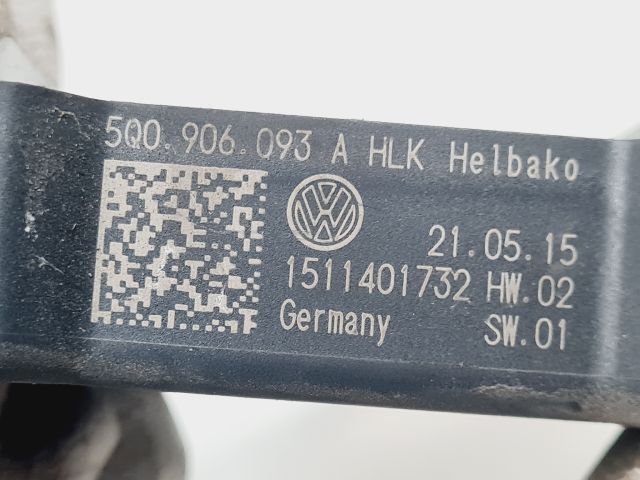 5Q0.906.093 A HLK Helbako
21.05.15
1511401732 HW.02
Germany SW.01